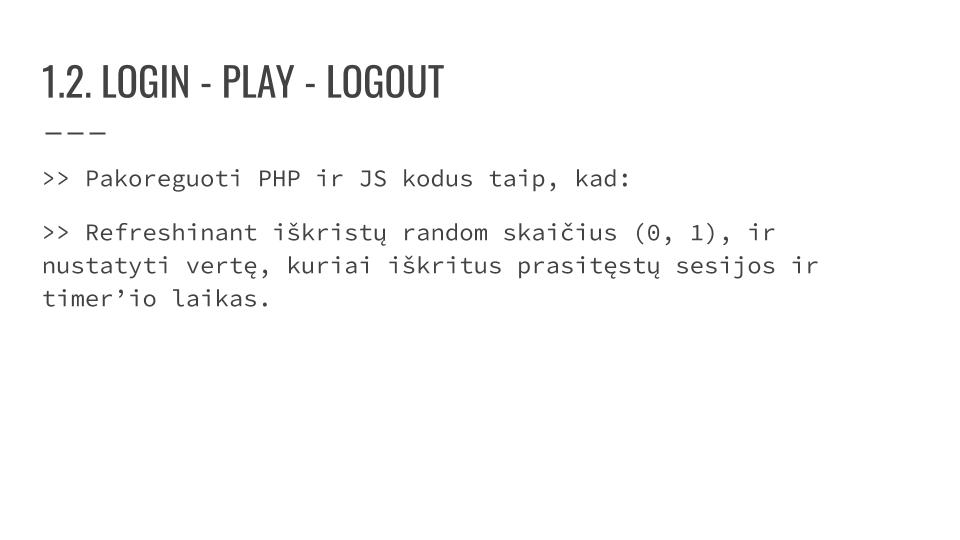 1.2. LOGIN - PLAY - LOGOUT
>> Pakoreguoti PHP ir JS kodus taip, kad:
>> Refreshinant iškristų random skaičius (0, 1), ir
nustatyti vertę, kuriai iškritus prasitęstų sesijos ir
timer’io laikas.